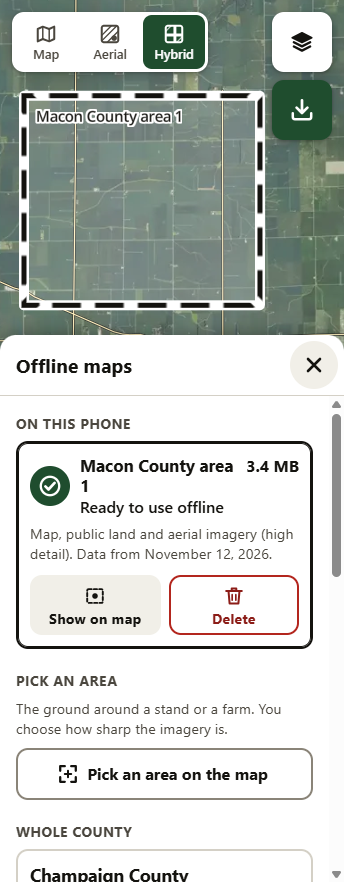 Map
Aerial
Hybrid
Macon County area 1
Offline maps
ON THIS PHONE
Macon County area
1
3.4 MB
Ready to use offline
Map, public land and aerial imagery (high
detail). Data from November 12, 2026.
Show on map
Delete
PICK AN AREA
The ground around a stand or a farm. You
choose how sharp the imagery is.
Pick an area on the map
WHOLE COUNTY
Champaign County